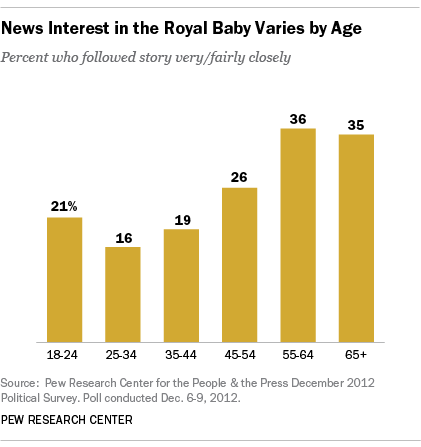 News Interest in the Royal Baby Varies by Age
Percent who followed story very/fairly closely
21%
16
19
26
36
35
18-24
25-34
35-44
45-54
55-64
65+
Source: Pew Research Center for the People & the Press December 2012
Political Survey. Poll conducted Dec. 6-9, 2012.
PEW RESEARCH CENTER